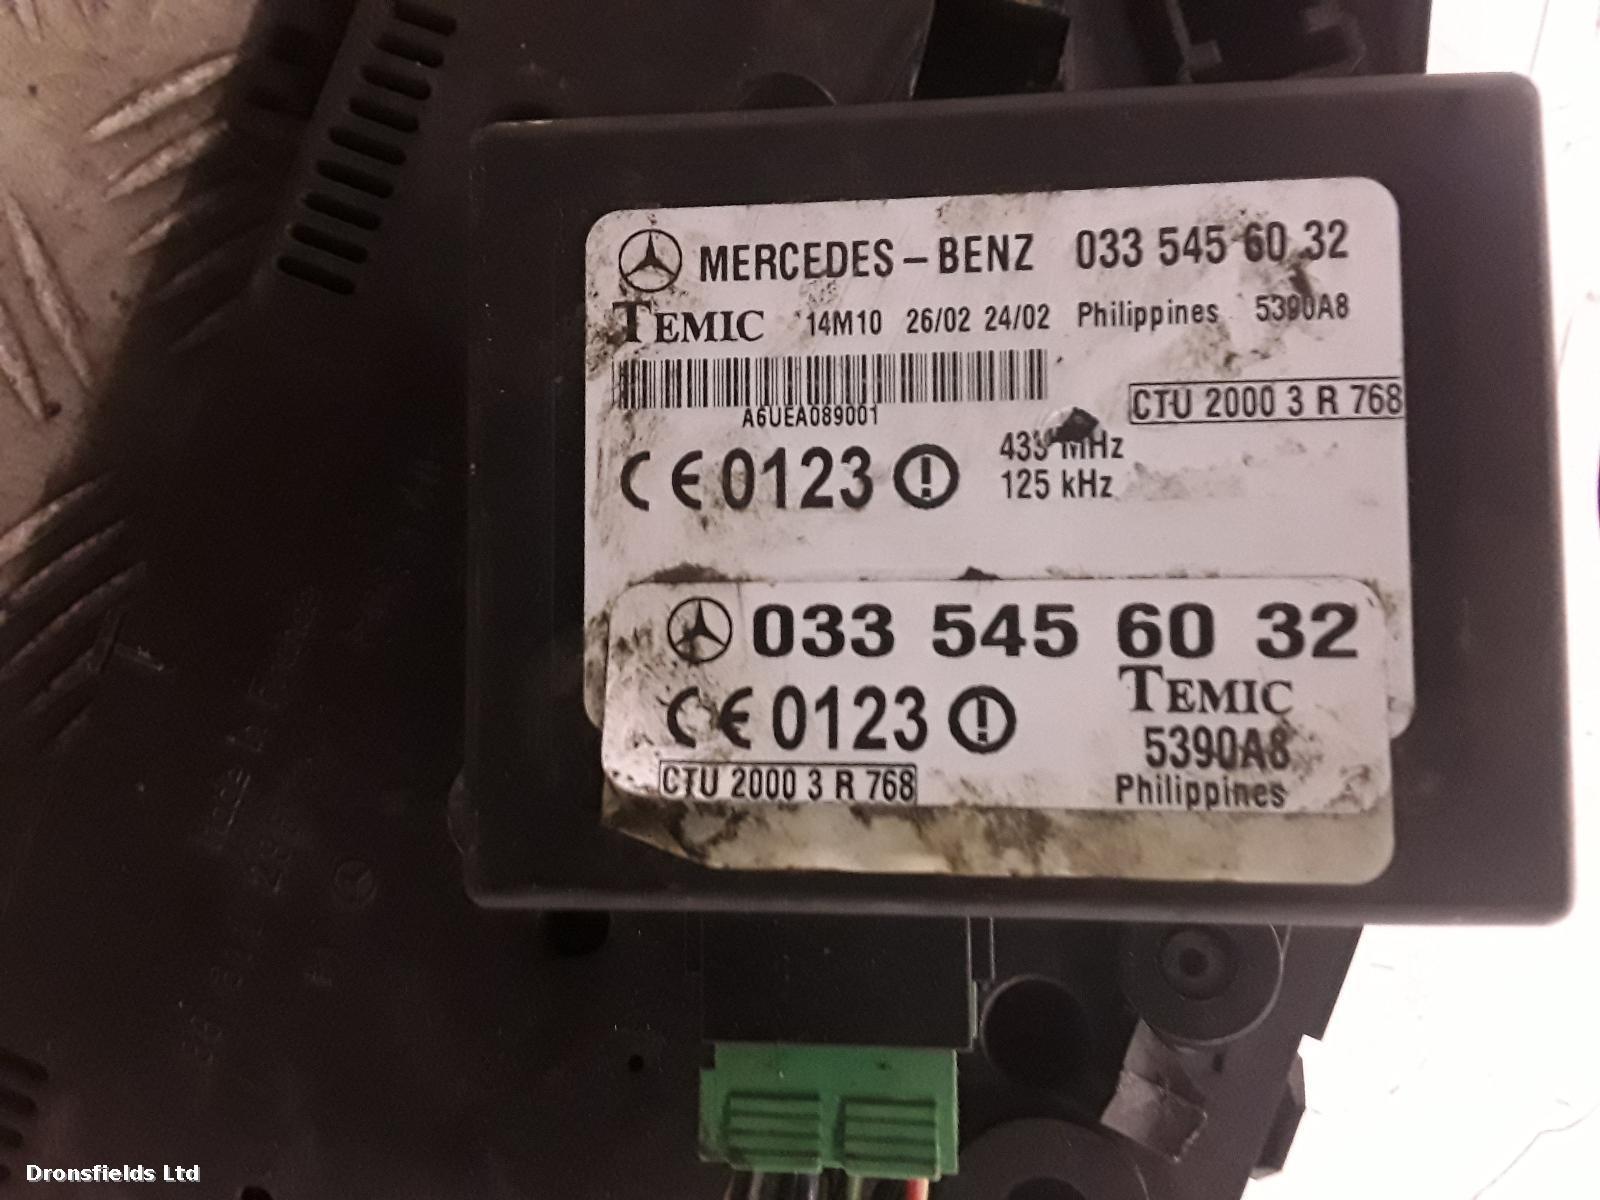 MERCEDES-BENZ 033 545 60 32
TEMIC 14M10 26/02 24/02 Philippines 5390A8
A6UEA089001
CTU 2000 3 R 768
CE 0123 433 MHz
125 kHz
033 545 60 32
CE 0123 TEMIC
5390A8
CTU 2000 3 R 768 Philippines
Dronsfields Ltd